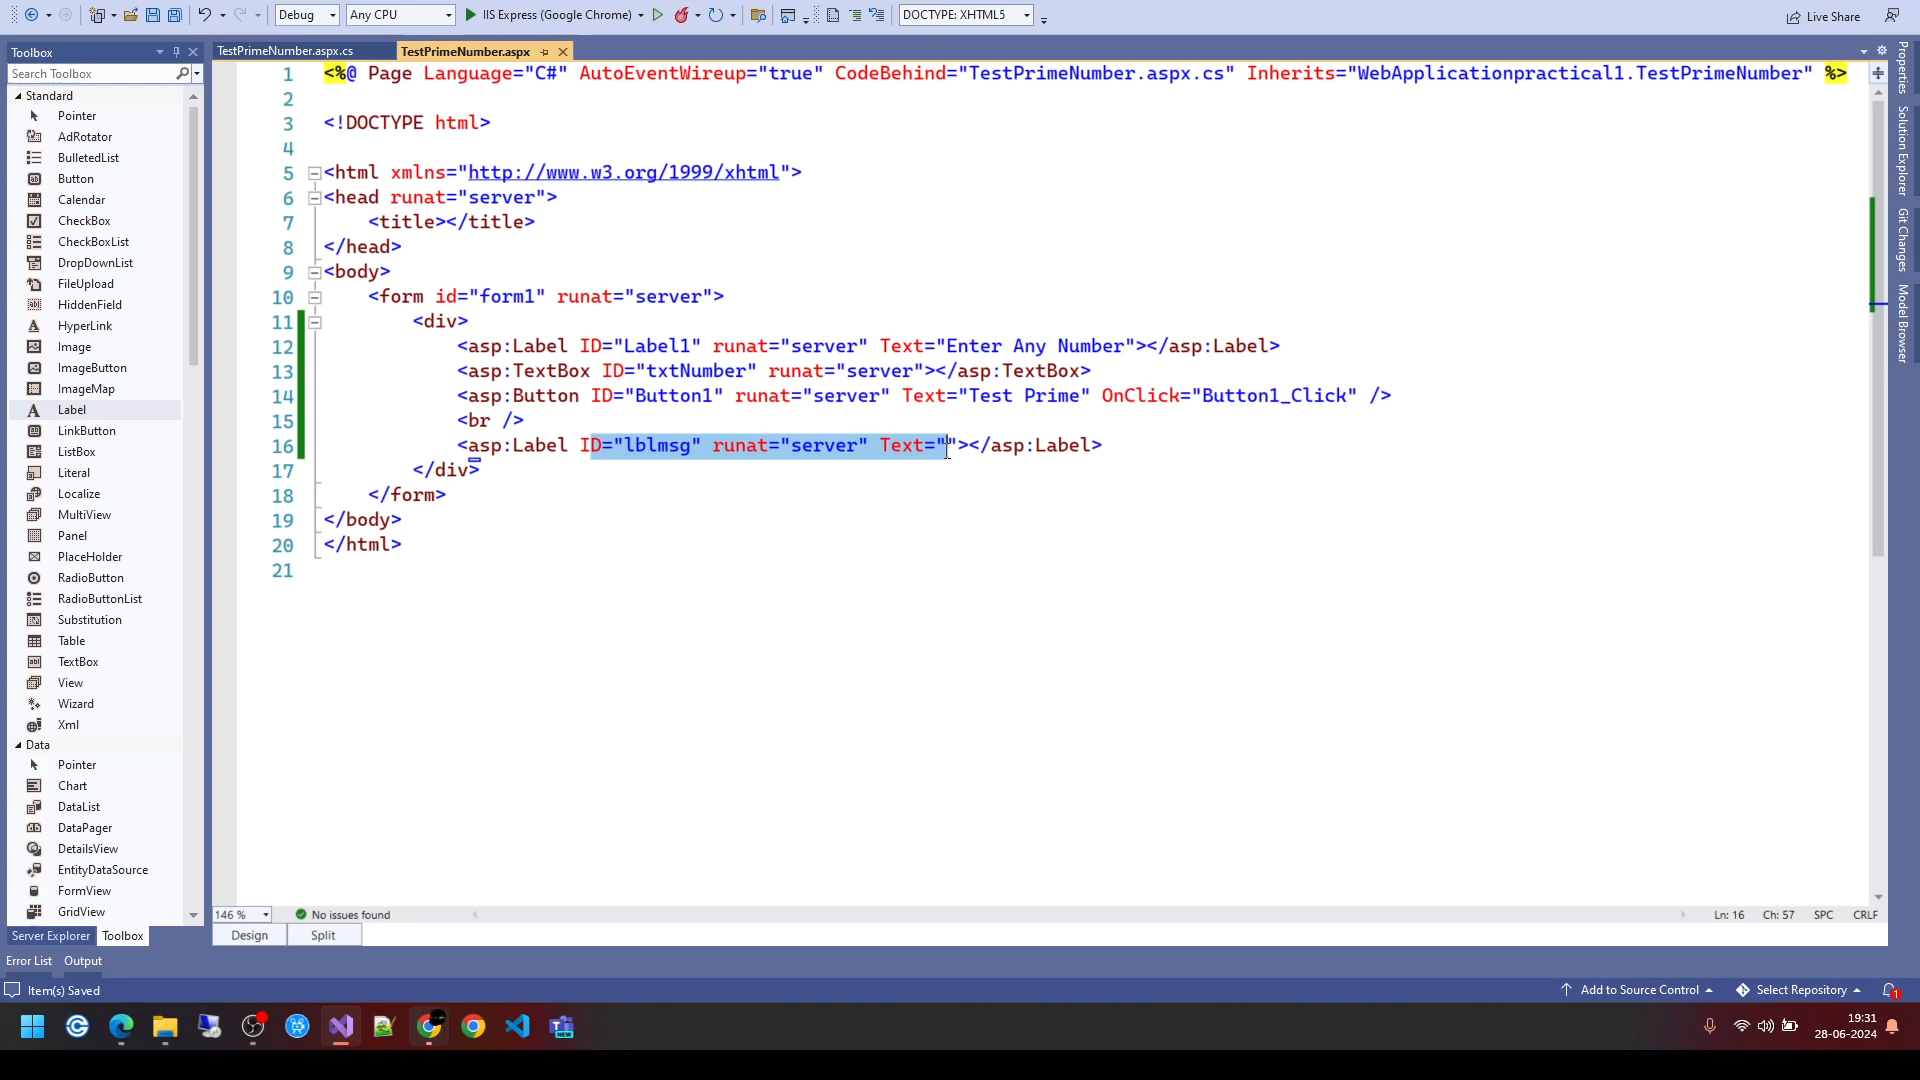 Debug
Any CPU
IIS Express (Google Chrome)
DOCTYPE: XHTML5
Live Share
Toolbox
Search Toolbox
Standard
Pointer
AdRotator
BulletedList
Button
Calendar
CheckBox
CheckBoxList
DropDownList
FileUpload
HiddenField
HyperLink
Image
ImageButton
ImageMap
Label
LinkButton
ListBox
Literal
Localize
MultiView
Panel
PlaceHolder
RadioButton
RadioButtonList
Substitution
Table
TextBox
View
Wizard
Xml
Data
Pointer
Chart
DataList
DataPager
DetailsView
EntityDataSource
FormView
GridView
Server Explorer
Toolbox
TestPrimeNumber.aspx.cs
TestPrimeNumber.aspx
1 <%@ Page Language="C#" AutoEventWireup="true" CodeBehind="TestPrimeNumber.aspx.cs" Inherits="WebApplicationpractical1.TestPrimeNumber" %>
2
3 <!DOCTYPE html>
4
5 <html xmlns="http://www.w3.org/1999/xhtml">
6 <head runat="server">
7 <title></title>
8 </head>
9 <body>
10 <form id="form1" runat="server">
11 <div>
12 <asp:Label ID="Label1" runat="server" Text="Enter Any Number"></asp:Label>
13 <asp:TextBox ID="txtNumber" runat="server"></asp:TextBox>
14 <asp:Button ID="Button1" runat="server" Text="Test Prime" OnClick="Button1_Click" />
15 <br />
16 <asp:Label ID="lblmsg" runat="server" Text=""></asp:Label>
17 </div>
18 </form>
19 </body>
20 </html>
21
146 %
No issues found
Ln: 16
Ch: 57
SPC
CRLF
Design
Split
Properties
Solution Explorer
Git Changes
Model Browser
Error List
Output
Item(s) Saved
Add to Source Control
Select Repository
1
NEW
19:31
28-06-2024